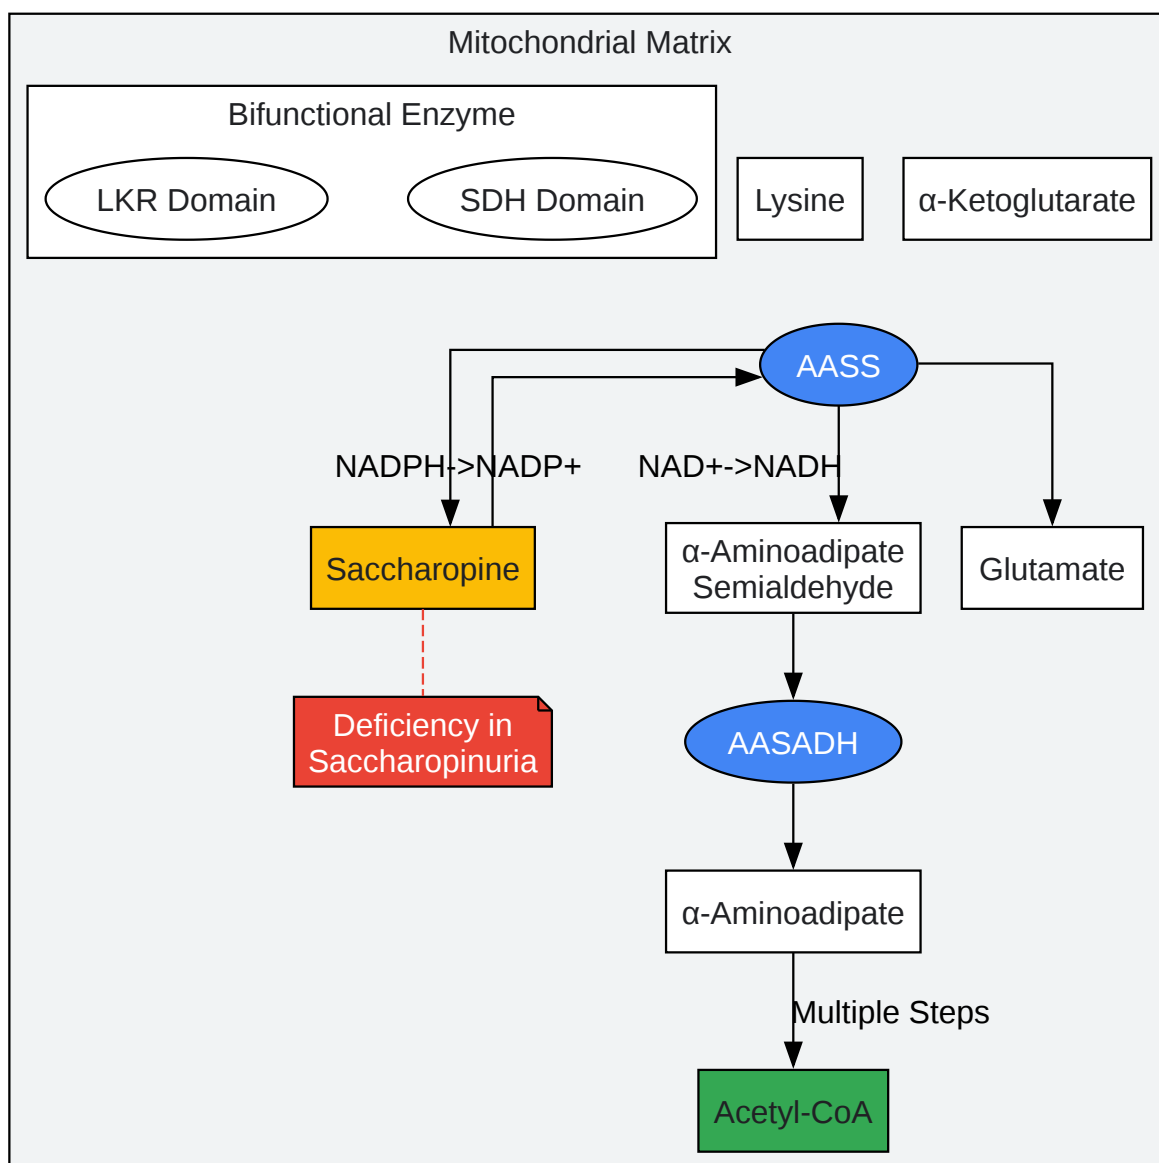 Mitochondrial Matrix
Bifunctional Enzyme
LKR Domain
SDH Domain
Lysine
α-Ketoglutarate
AASS
NADPH->NADP+
NAD+->NADH
Saccharopine
α-Aminoadipate
Semialdehyde
Glutamate
Deficiency in
Saccharopinuria
AASADH
α-Aminoadipate
Multiple Steps
Acetyl-CoA